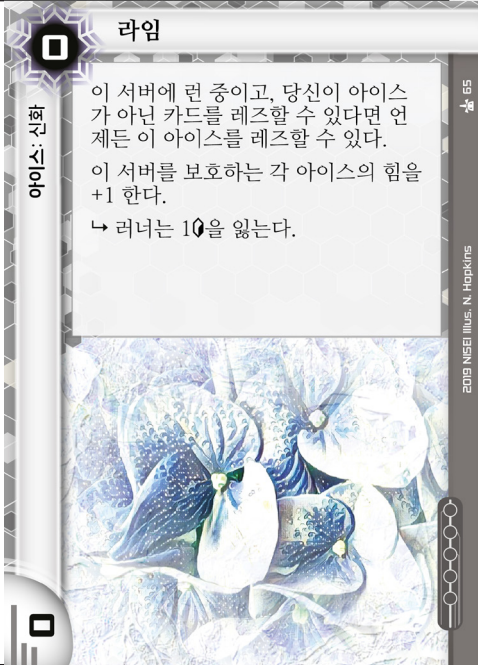 0
라임
이 서버에 런 중이고, 당신이 아이스
가 아닌 카드를 레즈할 수 있다면 언
제든 이 아이스를 레즈할 수 있다.
이 서버를 보호하는 각 아이스의 힘을
+1 한다.
↳ 러너는 1을 잃는다.
아이스: 신화
65
2019 NISEI Illus. N. Hopkins
0